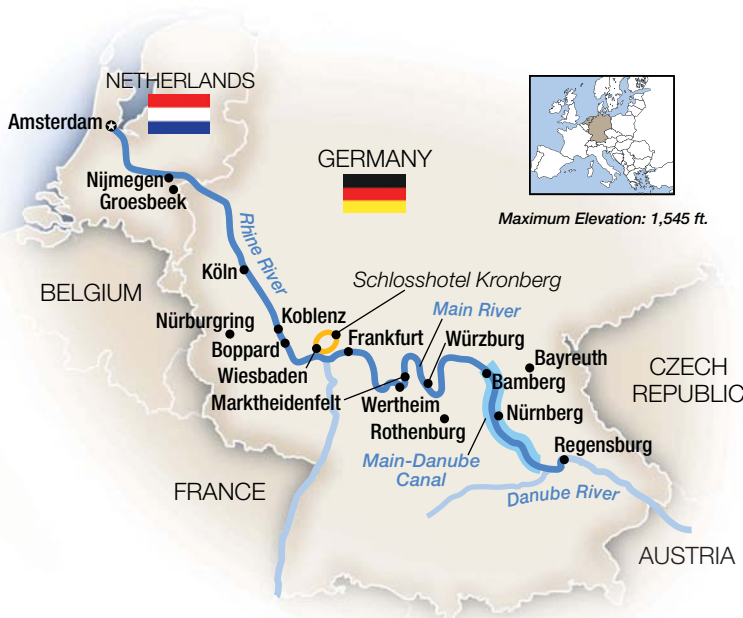 NETHERLANDS
Amsterdam
GERMANY
Maximum Elevation: 1,545 ft.
Nijmegen
Groesbeek
Rhine River
Köln
BELGIUM
Schlosshotel Kronberg
Nürburgring
Koblenz
Main River
Boppard
Frankfurt
Würzburg
Wiesbaden
Bayreuth
CZECH
REPUBLIC
Bamberg
Marktheidenfelt
Wertheim
Nürnberg
Rothenburg
Regensburg
Main-Danube
Canal
FRANCE
Danube River
AUSTRIA